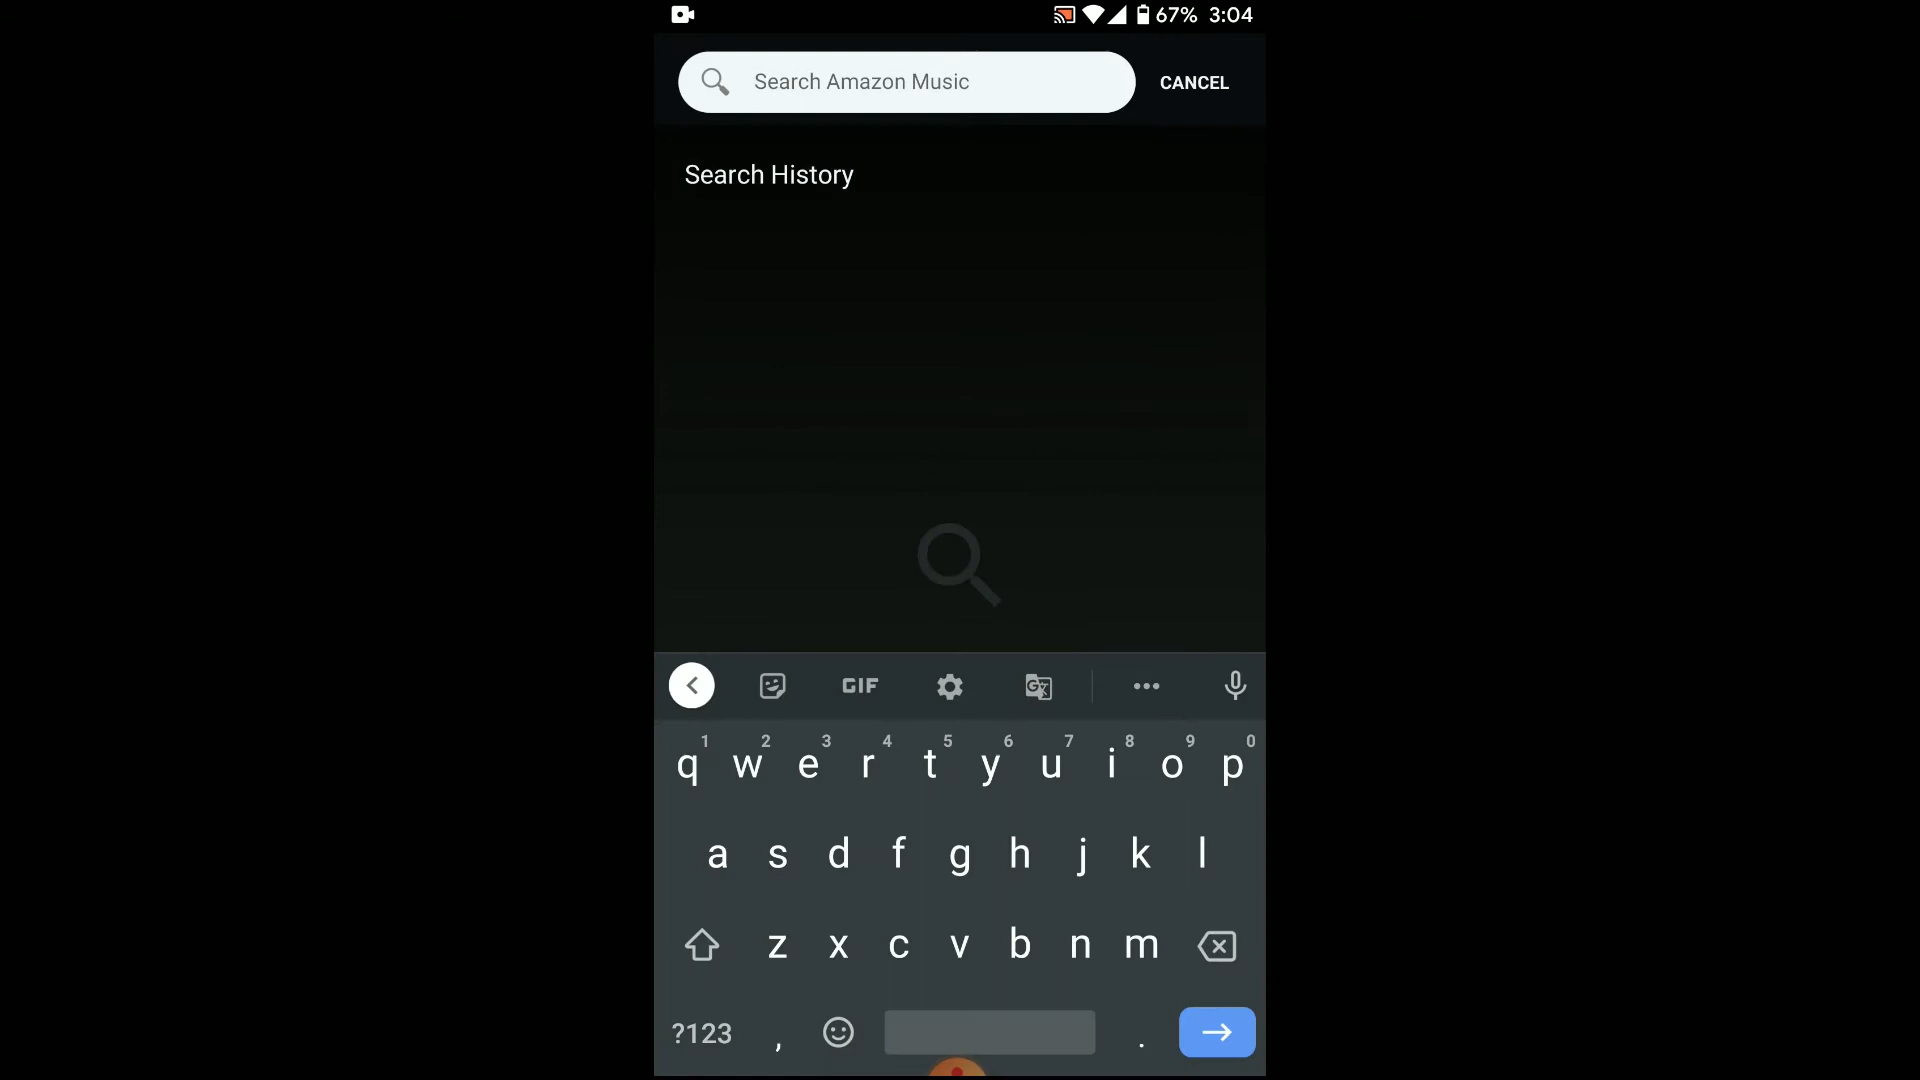 67% 3:04
Search Amazon Music CANCEL
Search History
GIF
1 2 3 4 5 6 7 8 9 0
q w e r t y u i o p
a s d f g h j k l
z x c v b n m
?123 , .